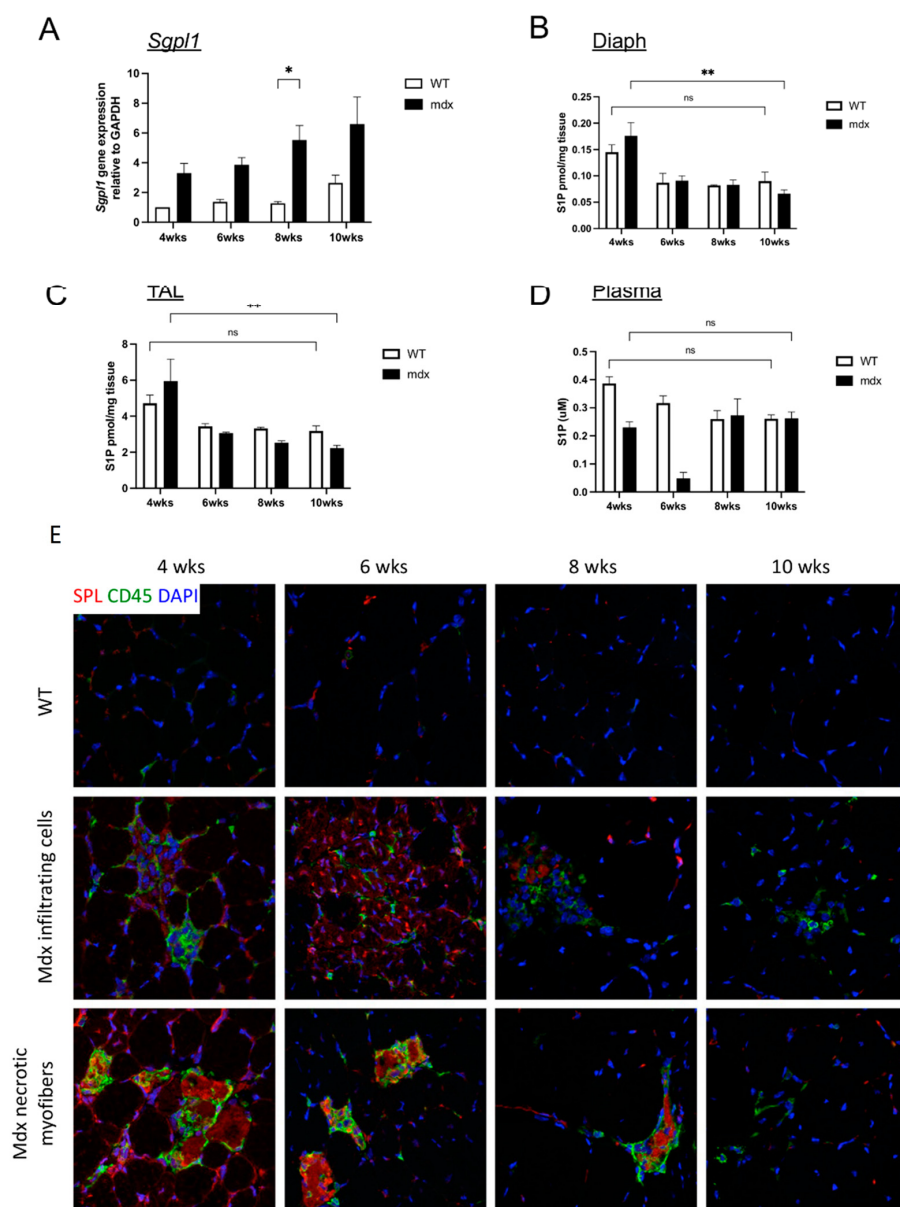 A
Sgpl1
Sgpl1 gene expression
relative to GAPDH
10
8
6
4
2
0
*
4wks 6wks 8wks 10wks
WT
mdx
B
Diaph
S1P pmol/mg tissue
0.20
0.15
0.10
0.05
0.00
**
ns
4wks 6wks 8wks 10wks
WT
mdx
C
TAL
S1P pmol/mg tissue
8
6
4
2
0
**
ns
4wks 6wks 8wks 10wks
WT
mdx
D
Plasma
S1P (uM)
0.4
0.3
0.2
0.1
0.0
ns
ns
4wks 6wks 8wks 10wks
WT
mdx
E
4 wks 6 wks 8 wks 10 wks
SPL CD45 DAPI
WT
Mdx infiltrating cells
Mdx necrotic
myofibers